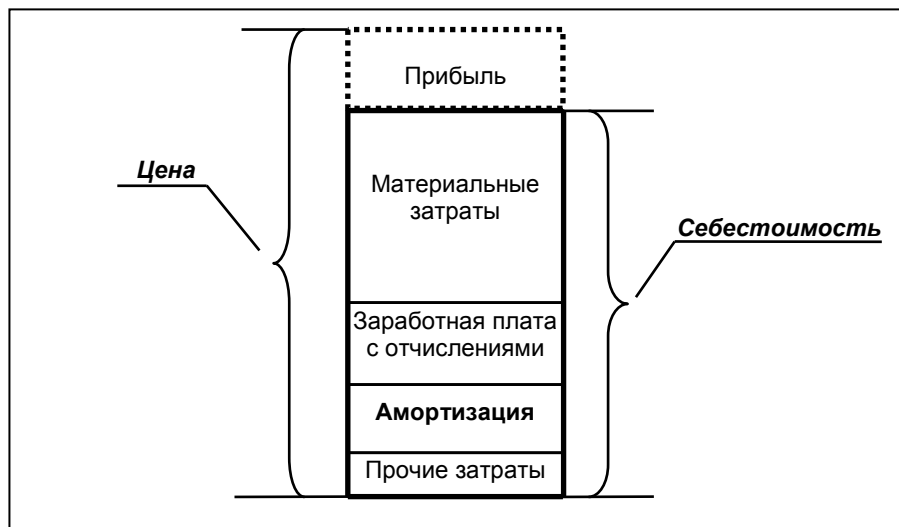 Прибыль
Цена
Материальные
затраты
Себестоимость
Заработная плата
с отчислениями
Амортизация
Прочие затраты